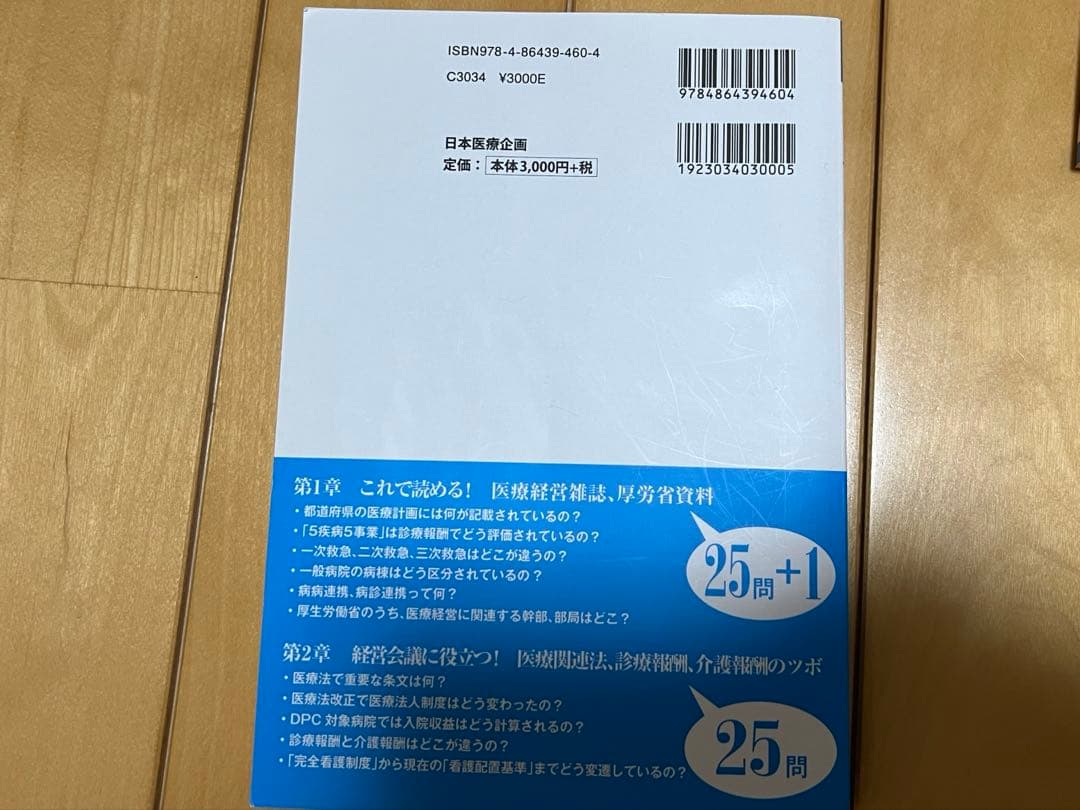 ISBN978-4-86439-460-4
C3034 ¥3000E
9784864394604
日本医療企画
定価： 本体3,000円+税
1923034030005
第1章 これで読める! 医療経営雑誌、厚労省資料
・都道府県の医療計画には何が記載されているの？
・「5疾病5事業」は診療報酬でどう評価されているの？
・一次救急、二次救急、三次救急はどこが違うの？
・一般病院の病棟はどう区分されているの？
・病病連携、病診連携って何？
・厚生労働省のうち、医療経営に関連する幹部、部局はどこ？
25問+1
第2章 経営会議に役立つ! 医療関連法、診療報酬、介護報酬のツボ
・医療法で重要な条文は何？
・医療法改正で医療法人制度はどう変わったの？
・DPC 対象病院では入院収益はどう計算されるの？
・診療報酬と介護報酬はどこが違うの？
・「完全看護制度」から現在の「看護配置基準」までどう変遷しているの？
25問